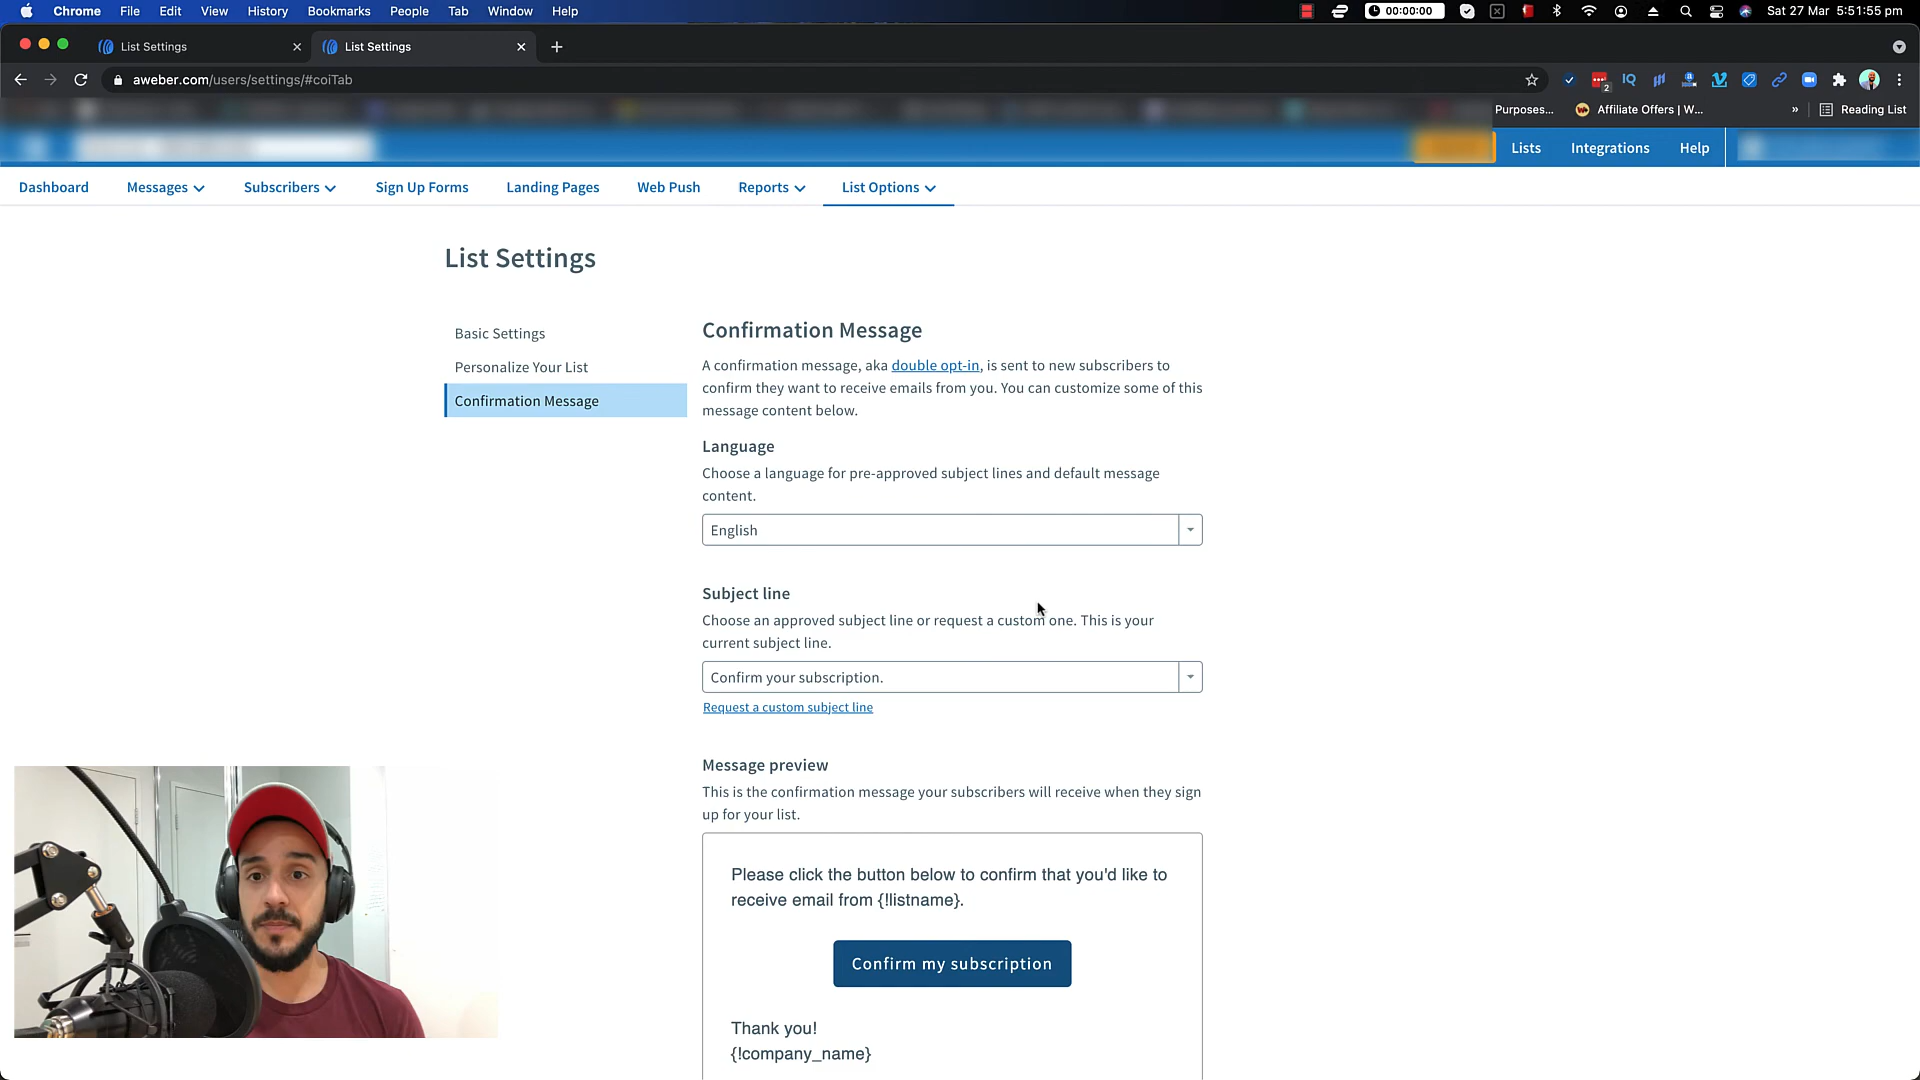 Chrome File Edit View History Bookmarks People Tab Window Help 00:00:00 Sat 27 Mar 5:51:55 pm
List Settings List Settings
aweber.com/users/settings/#coiTab
2
IQ
Purposes... Affiliate Offers | W... » Reading List
Lists Integrations Help
Dashboard Messages Subscribers Sign Up Forms Landing Pages Web Push Reports List Options
List Settings
Basic Settings
Personalize Your List
Confirmation Message
Confirmation Message
A confirmation message, aka double opt-in, is sent to new subscribers to
confirm they want to receive emails from you. You can customize some of this
message content below.
Language
Choose a language for pre-approved subject lines and default message
content.
English
Subject line
Choose an approved subject line or request a custom one. This is your
current subject line.
Confirm your subscription.
Request a custom subject line
Message preview
This is the confirmation message your subscribers will receive when they sign
up for your list.
Please click the button below to confirm that you'd like to
receive email from {!listname}.
Confirm my subscription
Thank you!
{!company_name}